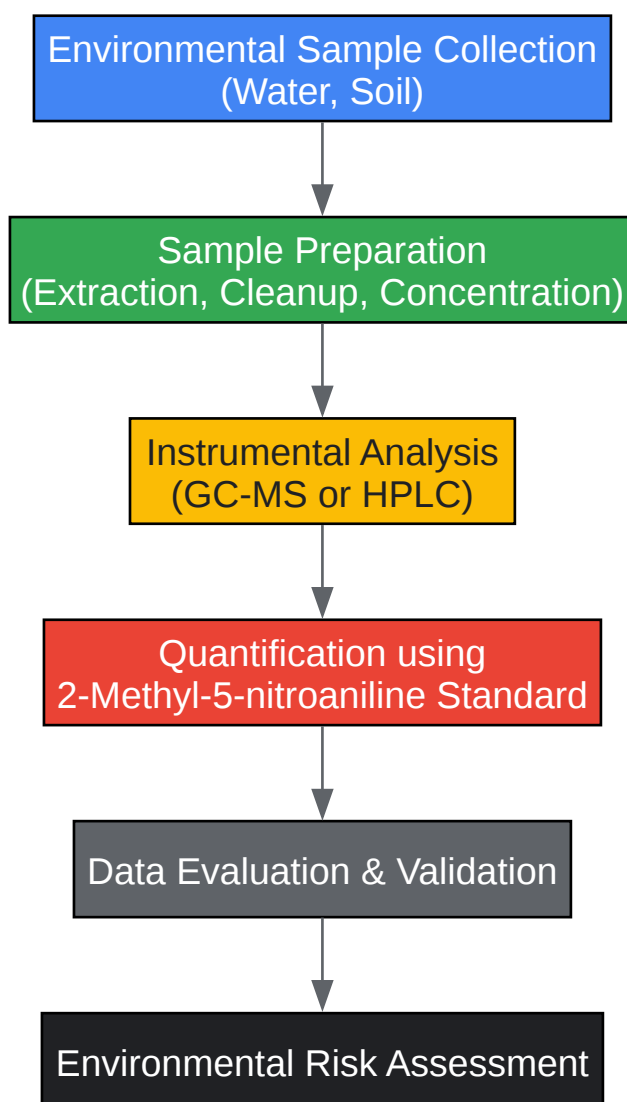 Environmental Sample Collection
(Water, Soil)
Sample Preparation
(Extraction, Cleanup, Concentration)
Instrumental Analysis
(GC-MS or HPLC)
Quantification using
2-Methyl-5-nitroaniline Standard
Data Evaluation & Validation
Environmental Risk Assessment